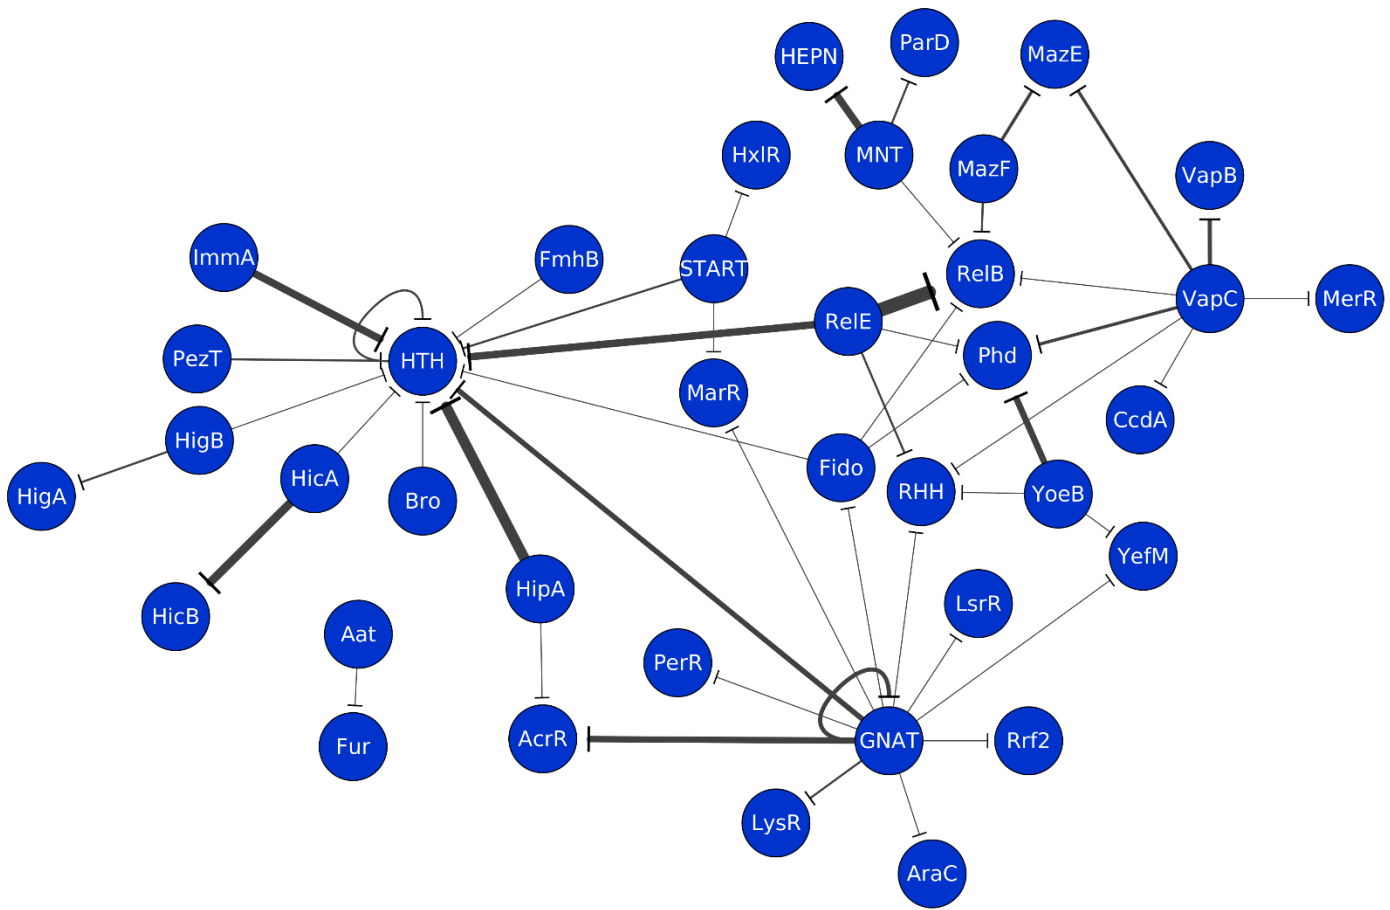 ParD
HEPN
MazE
HxlR
MNT
MazF
VapB
ImmA
FmhB
START
RelB
VapC
MerR
RelE
PezT
HTH
Phd
MarR
CcdA
HigB
HicA
Fido
RHH
YoeB
HigA
Bro
YefM
HipA
LsrR
HicB
Aat
PerR
Fur
AcrR
GNAT
Rrf2
LysR
AraC